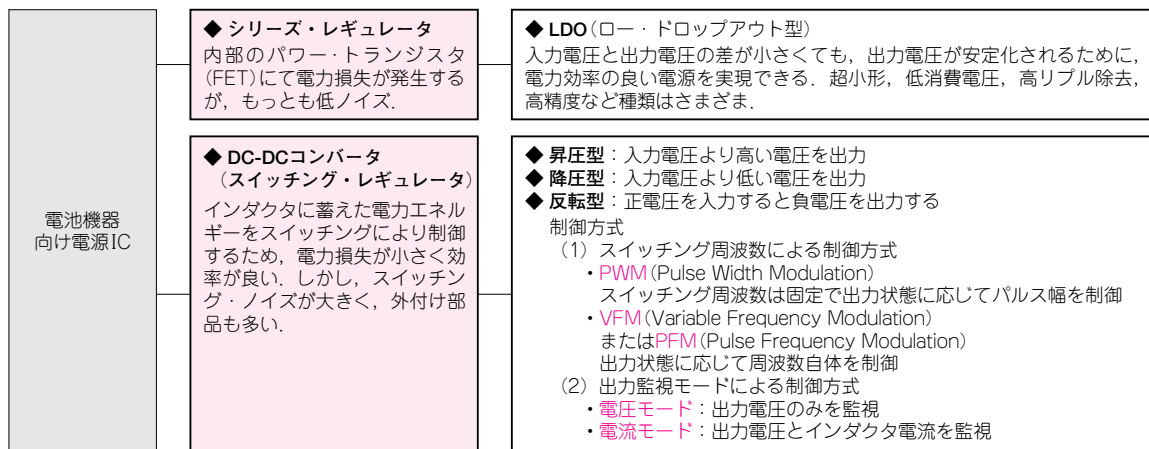 電池機器
向け電源IC
◆ シリーズ・レギュレータ
内部のパワー・トランジスタ
(FET)にて電力損失が発生する
が，もっとも低ノイズ．
◆ LDO(ロー・ドロップアウト型)
入力電圧と出力電圧の差が小さくても，出力電圧が安定化されるために，
電力効率の良い電源を実現できる．超小形，低消費電圧，高リプル除去，
高精度など種類はさまざま．
◆ DC-DCコンバータ
（スイッチング・レギュレータ）
インダクタに蓄えた電力エネル
ギーをスイッチングにより制御
するため，電力損失が小さく効
率が良い．しかし，スイッチン
グ・ノイズが大きく，外付け部
品も多い．
◆ 昇圧型：入力電圧より高い電圧を出力
◆ 降圧型：入力電圧より低い電圧を出力
◆ 反転型：正電圧を入力すると負電圧を出力する
制御方式
（1）スイッチング周波数による制御方式
・PWM(Pulse Width Modulation)
スイッチング周波数は固定で出力状態に応じてパルス幅を制御
・VFM(Variable Frequency Modulation)
またはPFM(Pulse Frequency Modulation)
出力状態に応じて周波数自体を制御
（2）出力監視モードによる制御方式
・電圧モード：出力電圧のみを監視
・電流モード：出力電圧とインダクタ電流を監視